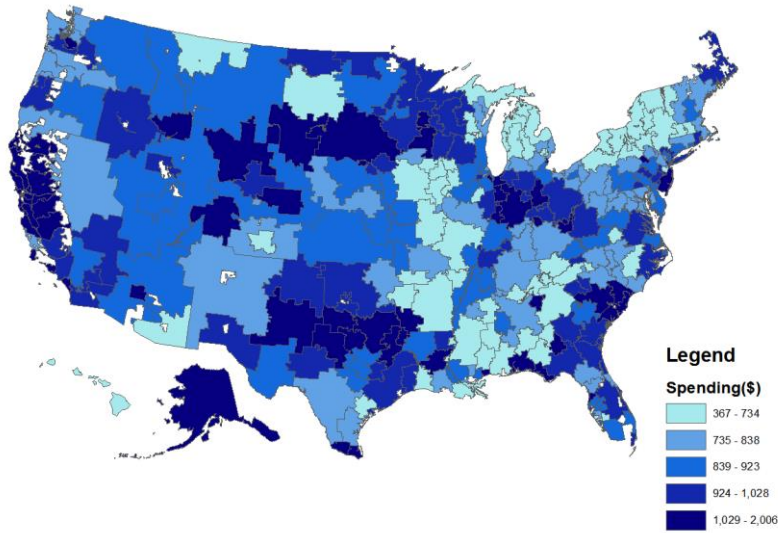 Legend
Spending($)
367 - 734
735 - 838
839 - 923
924 - 1,028
1,029 - 2,006